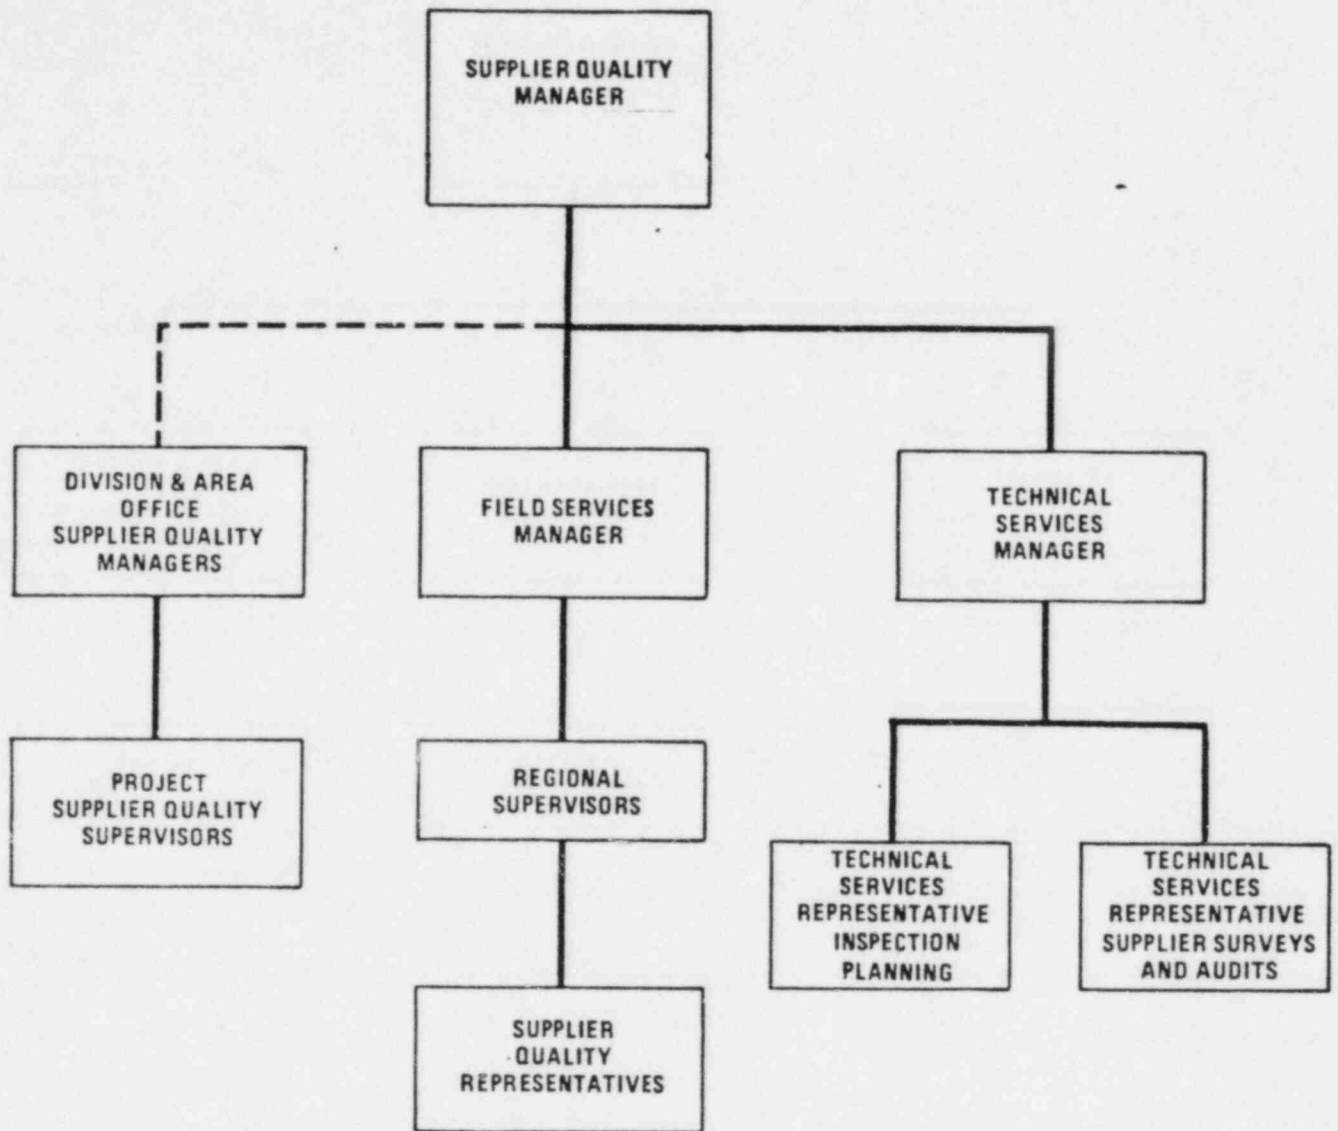 SUPPLIER QUALITY
MANAGER
DIVISION & AREA
OFFICE
SUPPLIER QUALITY
MANAGERS
FIELD SERVICES
MANAGER
TECHNICAL
SERVICES
MANAGER
PROJECT
SUPPLIER QUALITY
SUPERVISORS
REGIONAL
SUPERVISORS
TECHNICAL
SERVICES
REPRESENTATIVE
INSPECTION
PLANNING
TECHNICAL
SERVICES
REPRESENTATIVE
SUPPLIER SURVEYS
AND AUDITS
SUPPLIER
QUALITY
REPRESENTATIVES